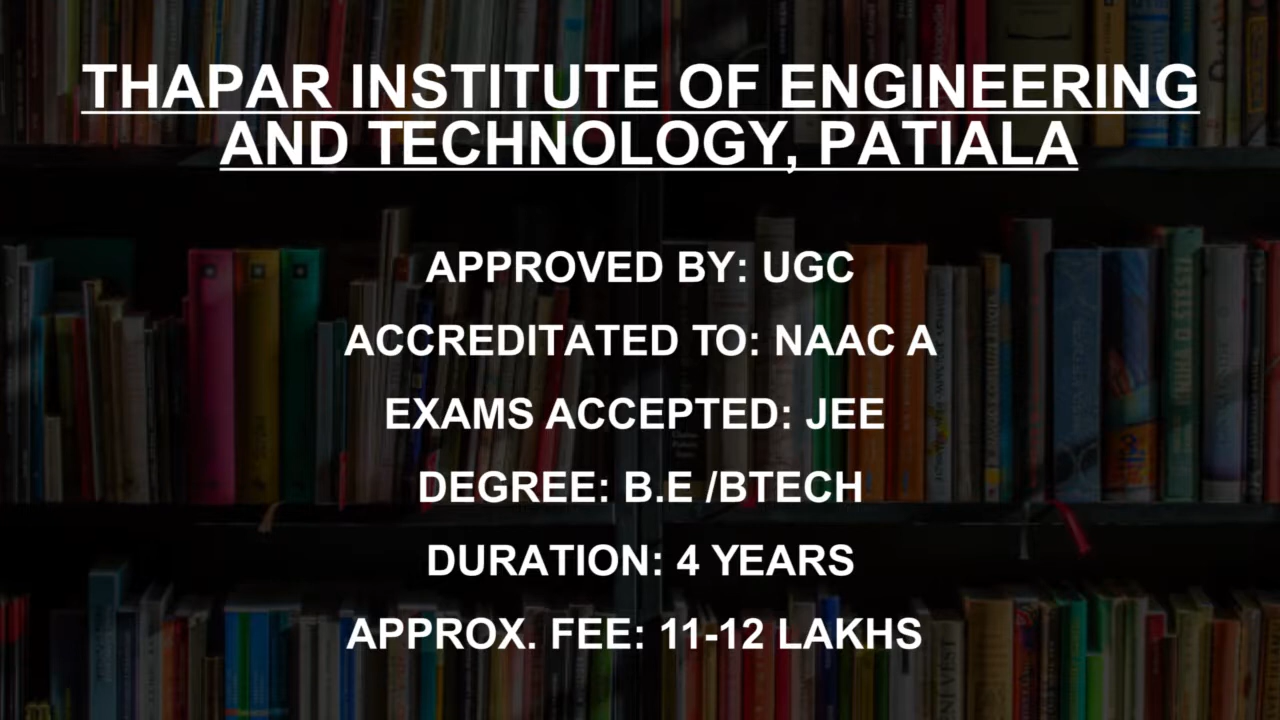 THAPAR INSTITUTE OF ENGINEERING
AND TECHNOLOGY, PATIALA
APPROVED BY: UGC
ACCREDITATED TO: NAAC A
EXAMS ACCEPTED: JEE
DEGREE: B.E /BTECH
DURATION: 4 YEARS
APPROX. FEE: 11-12 LAKHS